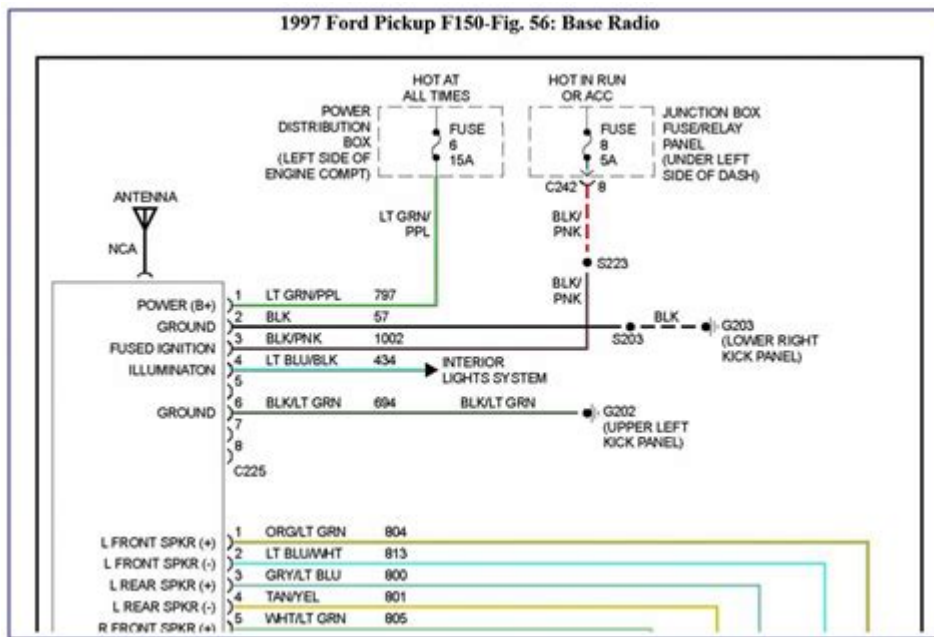 1997 Ford Pickup F150-Fig. 56: Base Radio
HOT AT
ALL TIMES
HOT IN RUN
OR ACC
POWER
DISTRIBUTION
BOX
(LEFT SIDE OF
ENGINE COMPT)
FUSE
6
15A
FUSE
8
5A
JUNCTION BOX
FUSE/RELAY
PANEL
(UNDER LEFT
SIDE OF DASH)
C242 8
ANTENNA
NCA
LT GRN/
PPL
BLK/
PNK
S223
BLK/
PNK
POWER (B+) 1 LT GRN/PPL 797
GROUND 2 BLK 57
S203
BLK
G203
(LOWER RIGHT
KICK PANEL)
FUSED IGNITION 3 BLK/PNK 1002
ILLUMINATON 4 LT BLU/BLK 434
INTERIOR
LIGHTS SYSTEM
5
GROUND 6 BLK/LT GRN 694 BLK/LT GRN
G202
(UPPER LEFT
KICK PANEL)
7
8
C225
L FRONT SPKR (+) 1 ORG/LT GRN 804
L FRONT SPKR (-) 2 LT BLU/WHT 813
L REAR SPKR (+) 3 GRY/LT BLU 800
L REAR SPKR (-) 4 TAN/YEL 801
R FRONT SPKR (+) 5 WHT/LT GRN 805